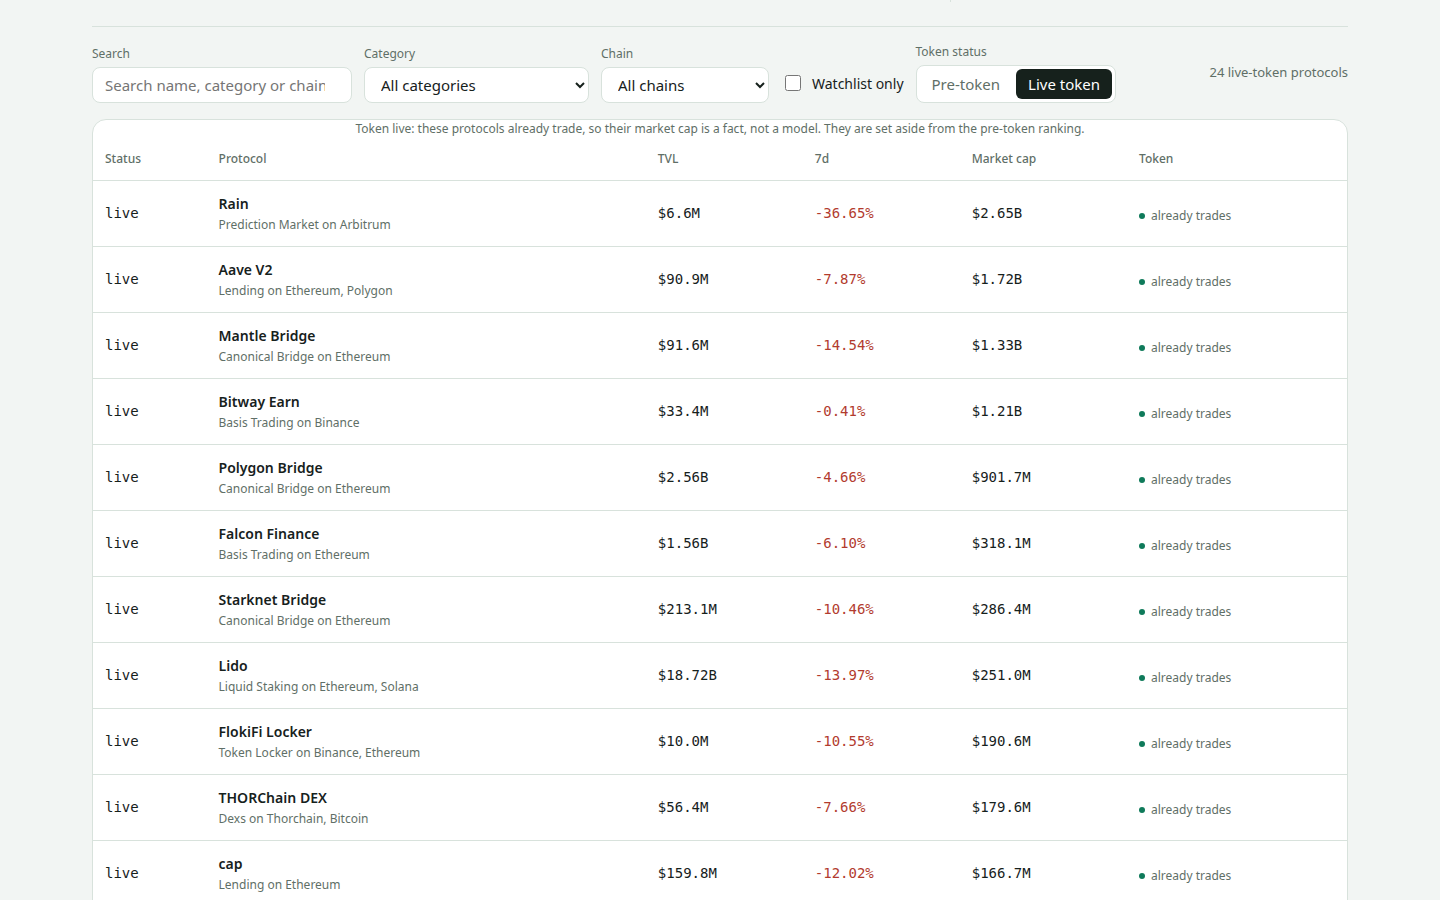 Search
Category
Chain
Token status
Search name, category or chain
All categories
All chains
Watchlist only
Pre-token
Live token
24 live-token protocols
Token live: these protocols already trade, so their market cap is a fact, not a model. They are set aside from the pre-token ranking.
Status Protocol TVL 7d Market cap Token
live Rain $6.6M -36.65% $2.65B already trades
Prediction Market on Arbitrum
live Aave V2 $90.9M -7.87% $1.72B already trades
Lending on Ethereum, Polygon
live Mantle Bridge $91.6M -14.54% $1.33B already trades
Canonical Bridge on Ethereum
live Bitway Earn $33.4M -0.41% $1.21B already trades
Basis Trading on Binance
live Polygon Bridge $2.56B -4.66% $901.7M already trades
Canonical Bridge on Ethereum
live Falcon Finance $1.56B -6.10% $318.1M already trades
Basis Trading on Ethereum
live Starknet Bridge $213.1M -10.46% $286.4M already trades
Canonical Bridge on Ethereum
live Lido $18.72B -13.97% $251.0M already trades
Liquid Staking on Ethereum, Solana
live FlokiFi Locker $10.0M -10.55% $190.6M already trades
Token Locker on Binance, Ethereum
live THORChain DEX $56.4M -7.66% $179.6M already trades
Dexs on Thorchain, Bitcoin
live cap $159.8M -12.02% $166.7M already trades
Lending on Ethereum